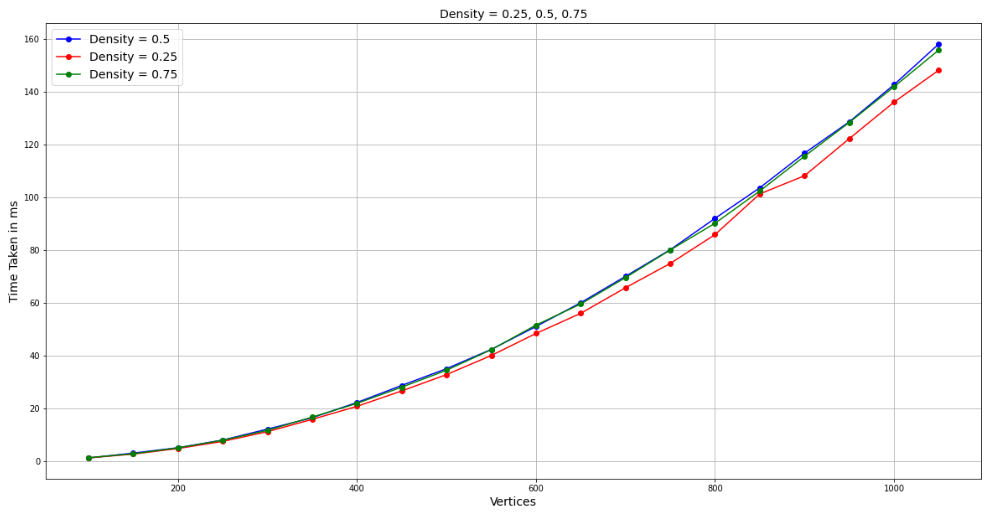 Density = 0.25, 0.5, 0.75
Density = 0.5
Density = 0.25
Density = 0.75
160
140
120
100
80
60
40
20
0
Time Taken in ms
200
400
600
800
1000
Vertices